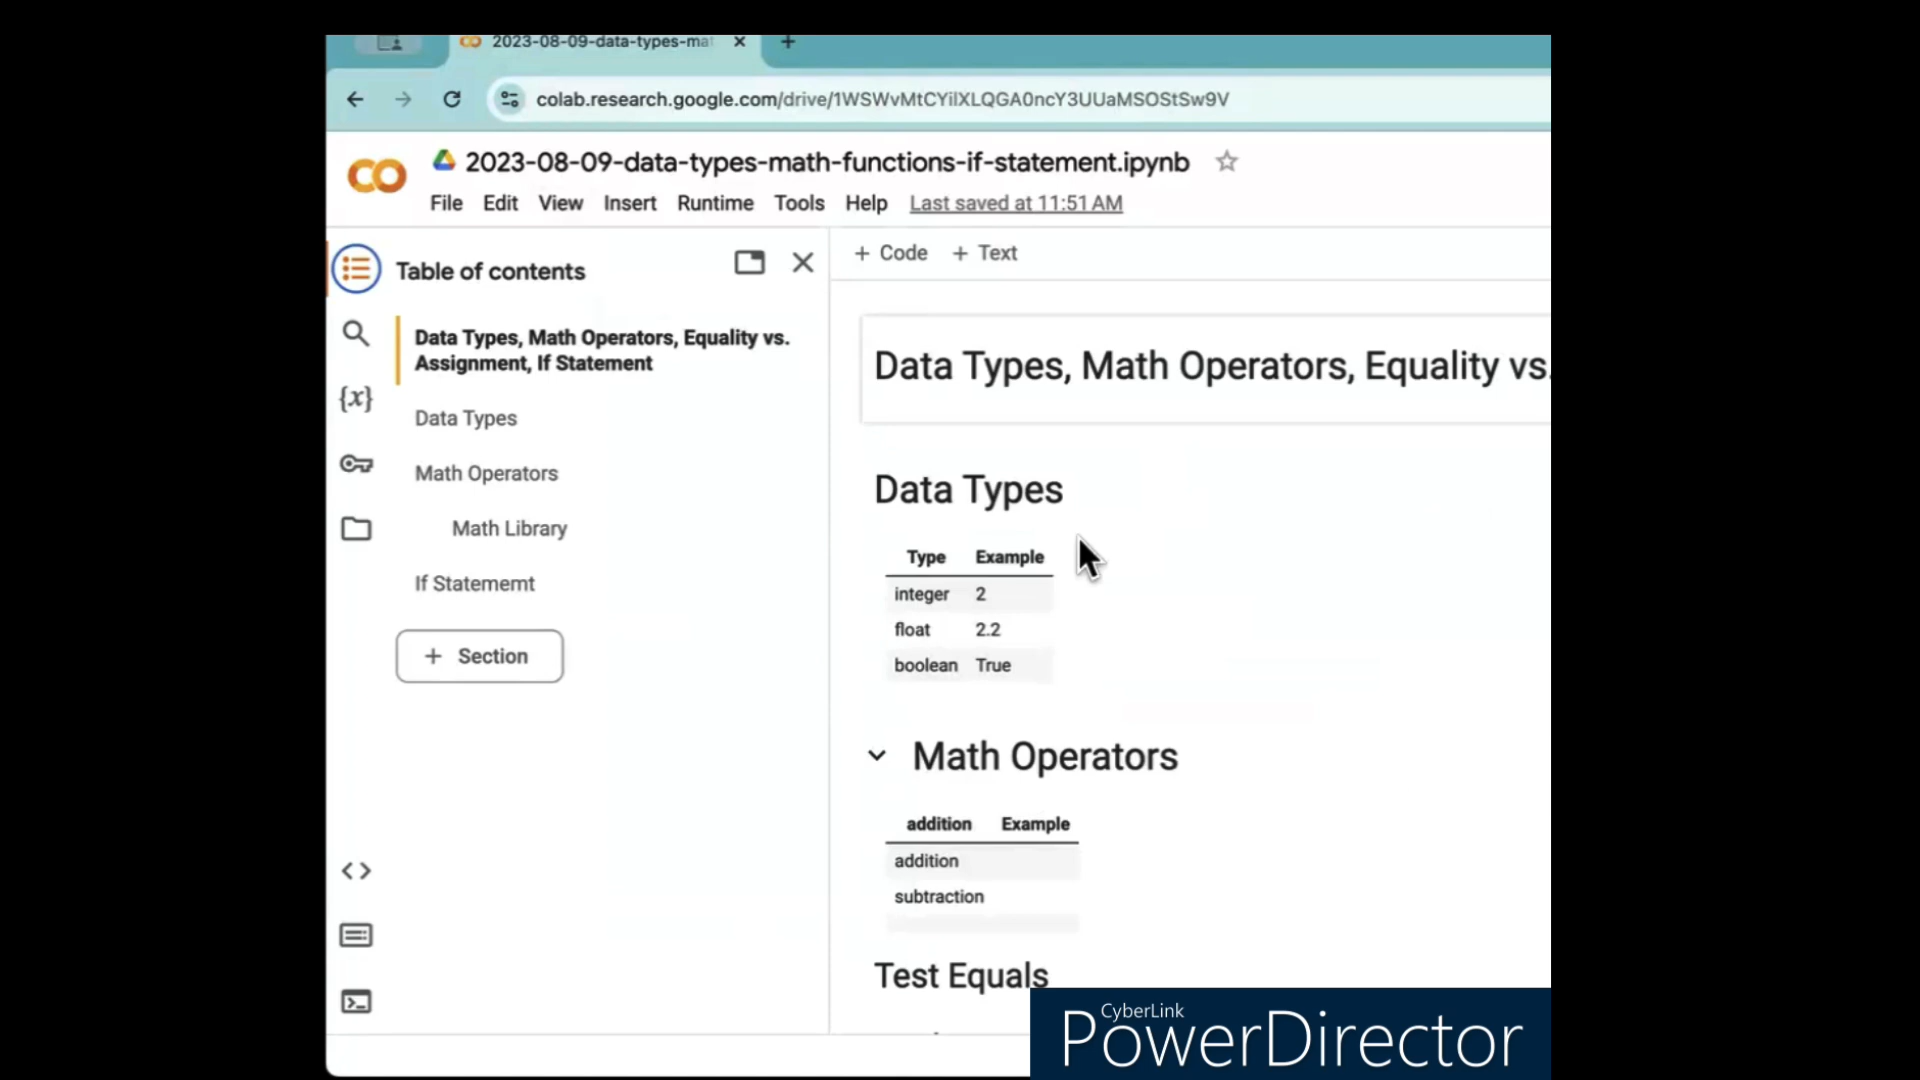 2023-08-09-data-types-mat
colab.research.google.com/drive/1WSWvMtCYilXLQGA0ncY3UUaMSOStSw9V
2023-08-09-data-types-math-functions-if-statement.ipynb
File Edit View Insert Runtime Tools Help Last saved at 11:51 AM
Table of contents
+ Code + Text
Data Types, Math Operators, Equality vs.
Assignment, If Statement
Data Types
Math Operators
Math Library
If Statememt
+ Section
Data Types, Math Operators, Equality vs.
Data Types
Type Example
integer 2
float 2.2
boolean True
Math Operators
addition Example
addition
subtraction
Test Equals
CyberLink
PowerDirector